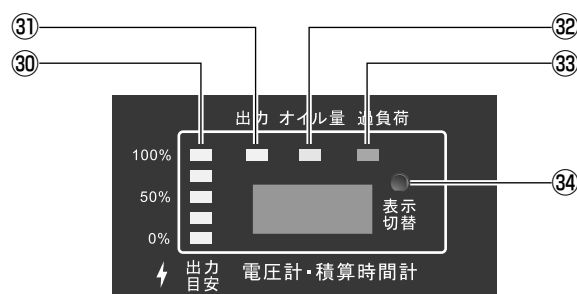 ㉛
㉜
㉚
㉝
出力 オイル量 過負荷
100%
㉞
50%
表示
切替
0%
出力
目安
電圧計・積算時間計